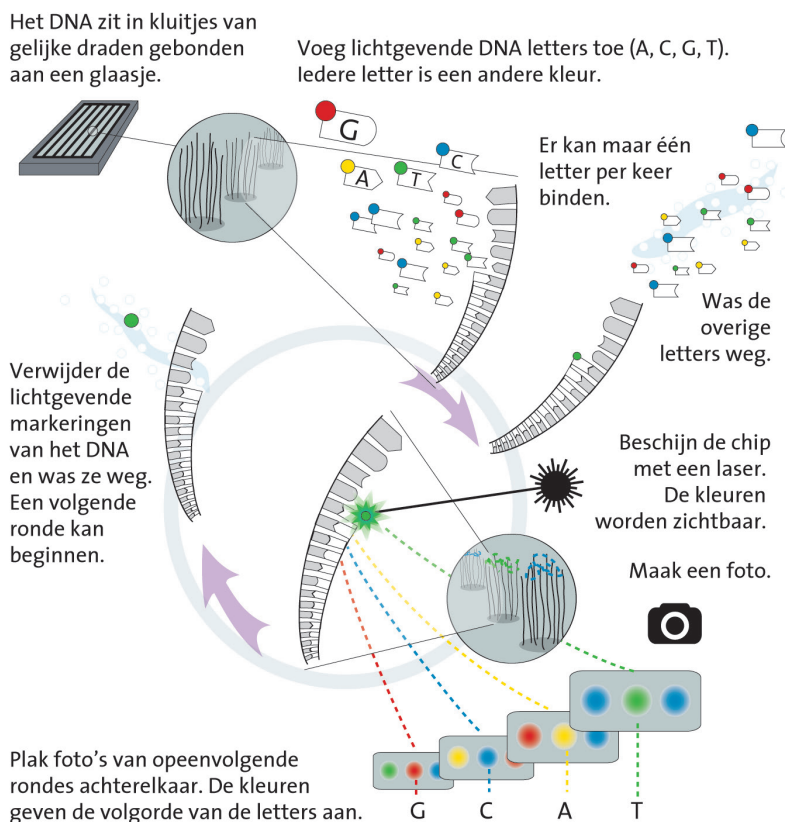 Het DNA zit in kluitjes van
gelijke draden gebonden
aan een glaasje.
Voeg lichtgevende DNA letters toe (A, C, G, T).
Iedere letter is een andere kleur.
G
C
A
T
Er kan maar één
letter per keer
binden.
Was de
overige
letters weg.
Beschijn de chip
met een laser.
De kleuren
worden zichtbaar.
Maak een foto.
Verwijder de
lichtgevende
markeringen
van het DNA
en was ze weg.
Een volgende
ronde kan
beginnen.
Plak foto's van opeenvolgende
rondes achterelkaar. De kleuren
geven de volgorde van de letters aan.
G C A T